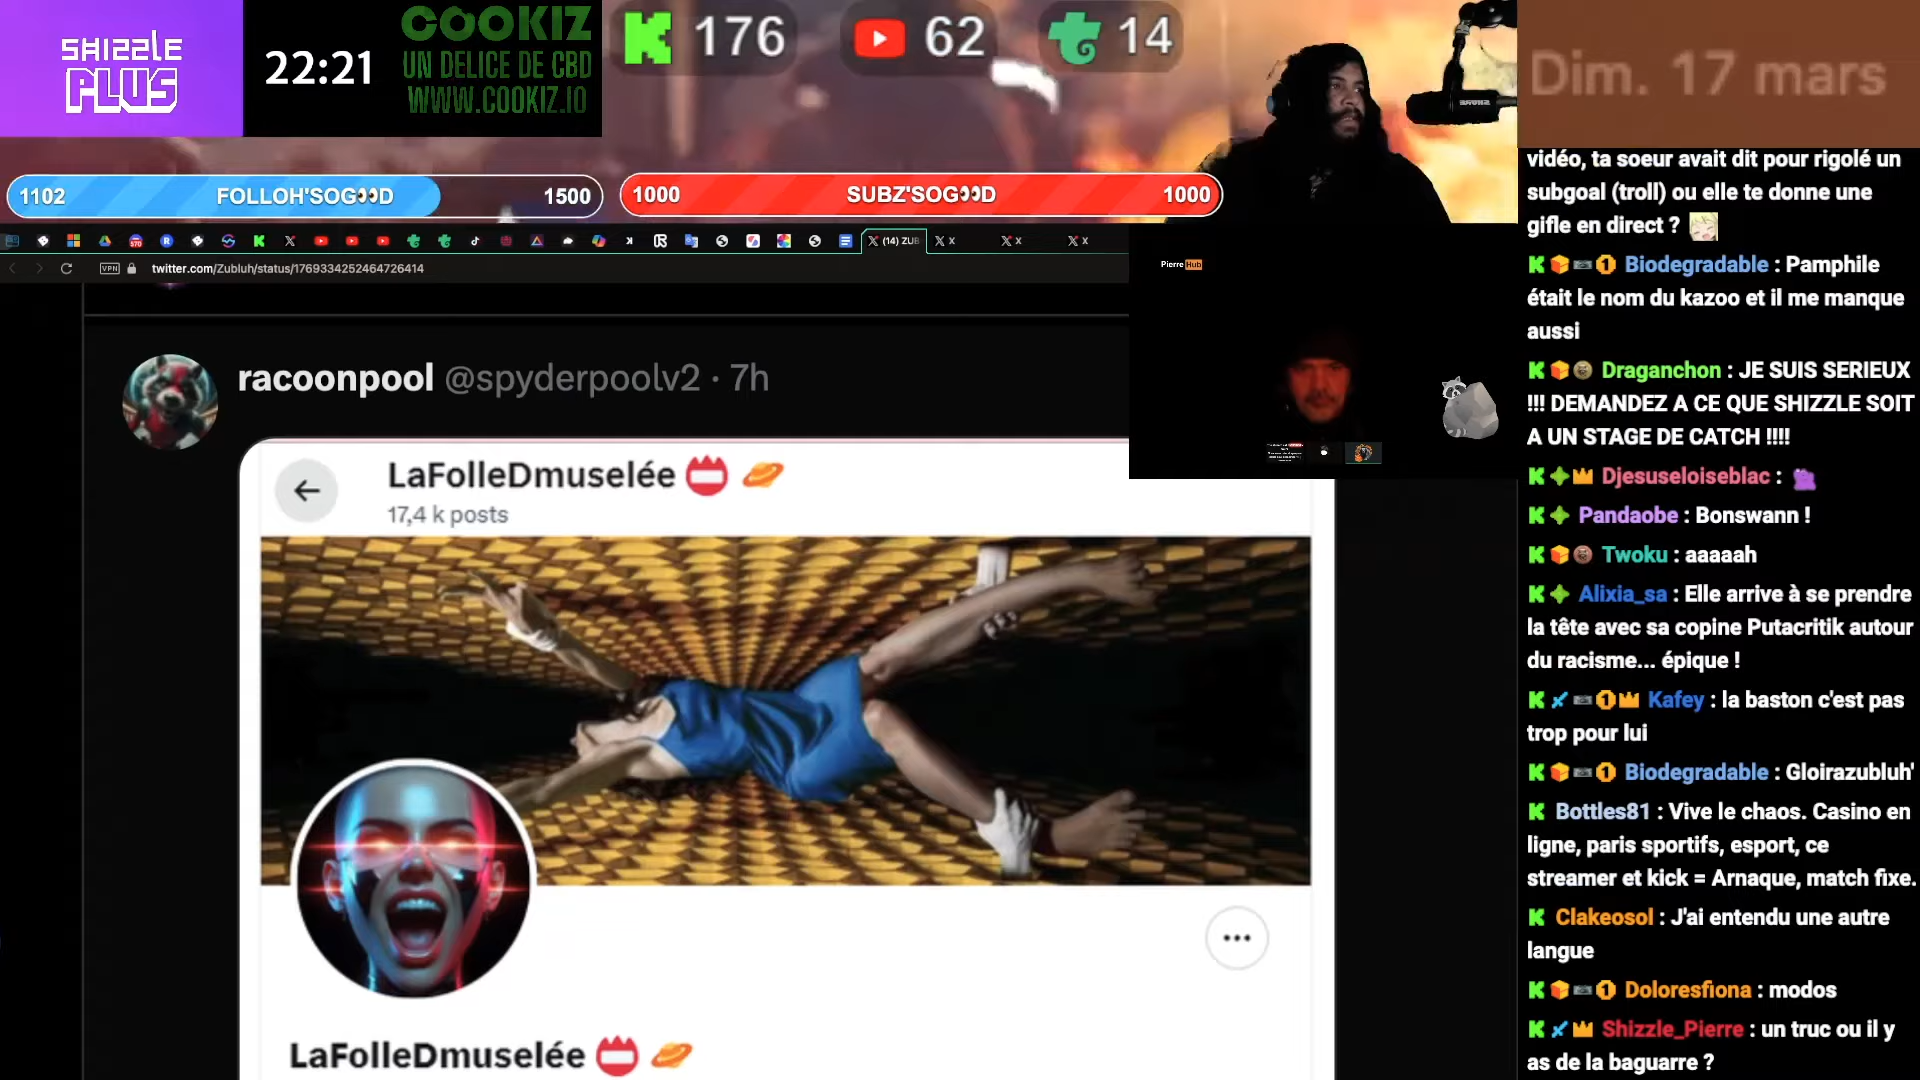 SHIZZLE
PLUS
22:21
COOKIZ
UN DELICE DE CBD
WWW.COOKIZ.IO
176
62
14
Dim. 17 mars
1102 FOLLOH'SOG👀D 1500
1000 SUBZ'SOG👀D 1000
(14) ZUB
twitter.com/Zubluh/status/1769334252464726414
VPN
PierreHub
racoonpool @spyderpoolv2 · 7h
LaFolleDmuselée 📛 🪐
17,4 k posts
LaFolleDmuselée 📛 🪐
vidéo, ta soeur avait dit pour rigolé un
subgoal (troll) ou elle te donne une
gifle en direct ?
Biodegradable : Pamphile
était le nom du kazoo et il me manque
aussi
Draganchon : JE SUIS SERIEUX
!!! DEMANDEZ A CE QUE SHIZZLE SOIT
A UN STAGE DE CATCH !!!!
Djesuseloiseblac :
Pandaobe : Bonswann !
Twoku : aaaaah
Alixia_sa : Elle arrive à se prendre
la tête avec sa copine Putacritik autour
du racisme... épique !
Kafey : la baston c'est pas
trop pour lui
Biodegradable : Gloirazubluh'
Bottles81 : Vive le chaos. Casino en
ligne, paris sportifs, esport, ce
streamer et kick = Arnaque, match fixe.
Clakeosol : J'ai entendu une autre
langue
Doloresfiona : modos
Shizzle_Pierre : un truc ou il y
as de la baguarre ?